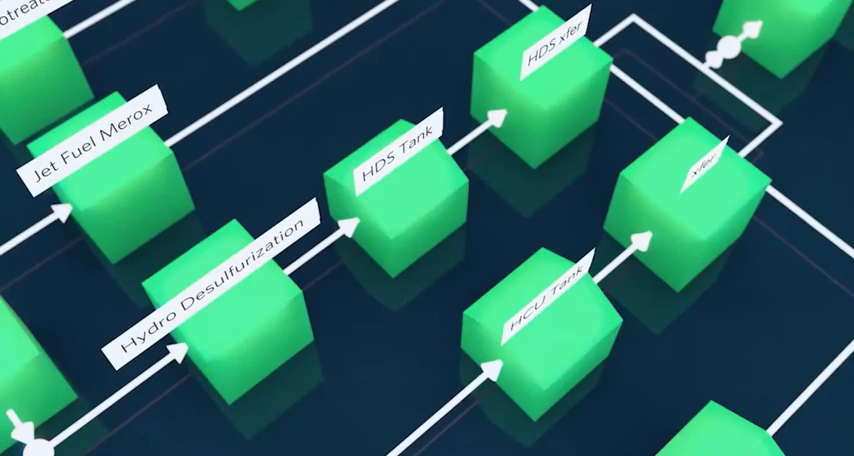 Jet Fuel Merox
HDS xfer
HDS Tank
xfer
Hydro Desulfurization
HCU Tank